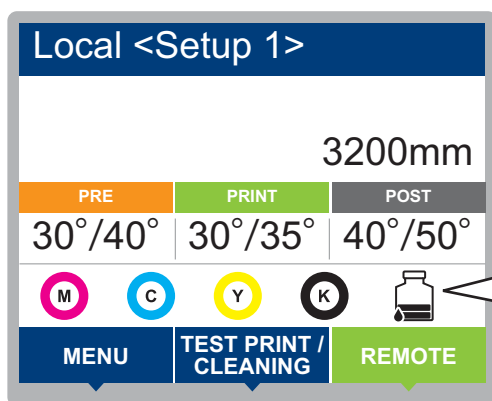 Local <Setup 1>
3200mm
PRE PRINT POST
30°/40° 30°/35° 40°/50°
M C Y K
MENU TEST PRINT / CLEANING REMOTE